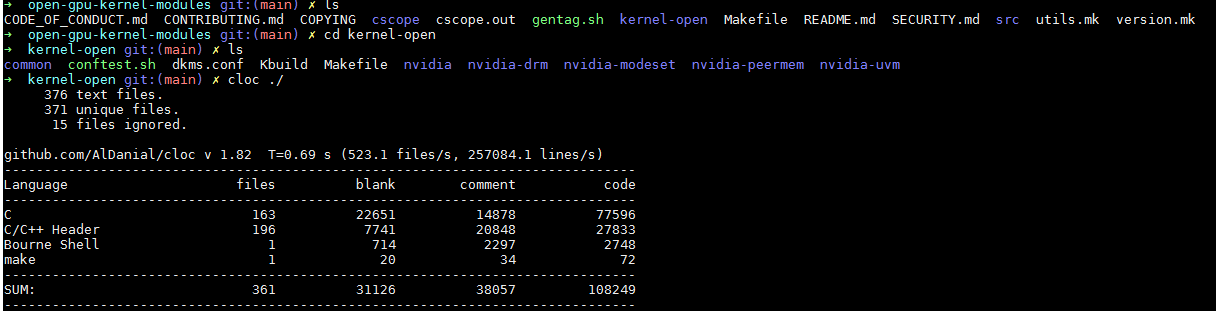 ➜  open-gpu-kernel-modules git:(main) ✗ ls
CODE_OF_CONDUCT.md  CONTRIBUTING.md  COPYING  cscope  cscope.out  gentag.sh  kernel-open  Makefile  README.md  SECURITY.md  src  utils.mk  version.mk
➜  open-gpu-kernel-modules git:(main) ✗ cd kernel-open
➜  kernel-open git:(main) ✗ ls
common  conftest.sh  dkms.conf  Kbuild  Makefile  nvidia  nvidia-drm  nvidia-modeset  nvidia-peermem  nvidia-uvm
➜  kernel-open git:(main) ✗ cloc ./
     376 text files.
     371 unique files.
      15 files ignored.
github.com/AlDanial/cloc v 1.82  T=0.69 s (523.1 files/s, 257084.1 lines/s)
-------------------------------------------------------------------------------
Language                     files          blank        comment           code
-------------------------------------------------------------------------------
C                              163          22651          14878          77596
C/C++ Header                   196           7741          20848          27833
Bourne Shell                     1            714           2297           2748
make                             1             20             34             72
-------------------------------------------------------------------------------
SUM:                           361          31126          38057         108249
-------------------------------------------------------------------------------